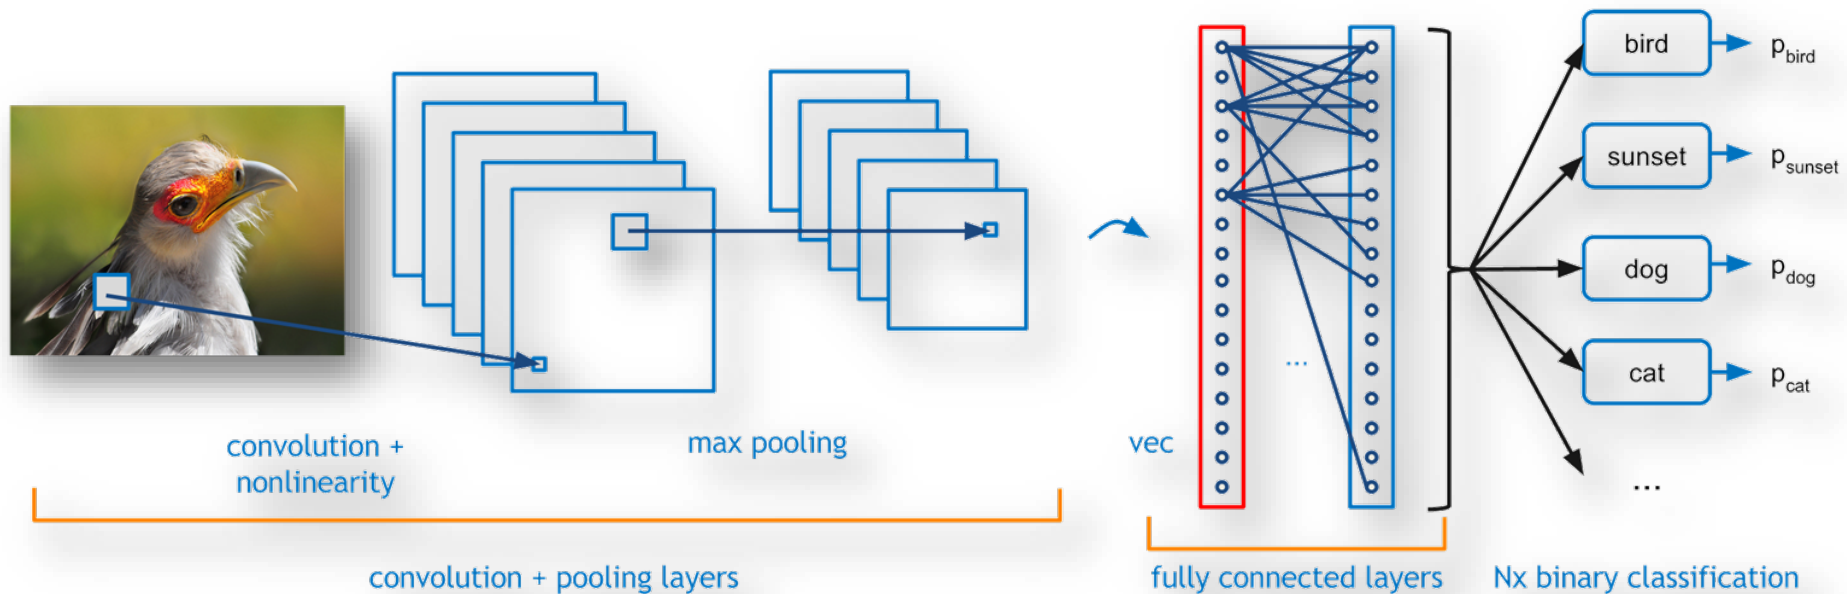 convolution +
nonlinearity
max pooling
vec
...
bird
p_bird
sunset
p_sunset
dog
p_dog
cat
p_cat
...
convolution + pooling layers
fully connected layers
Nx binary classification